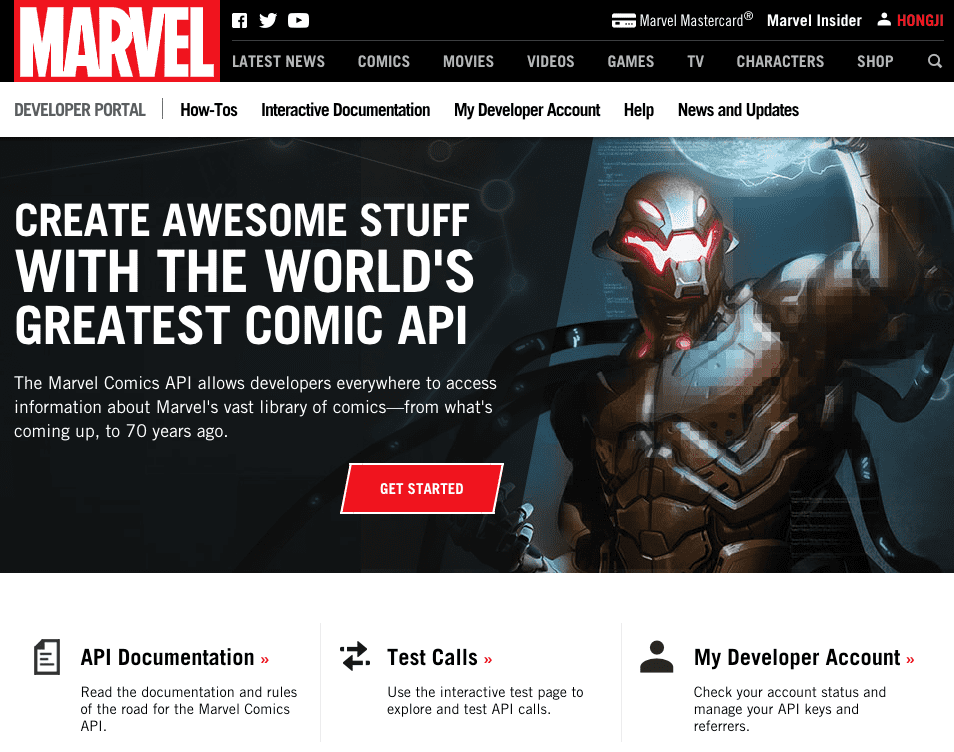 MARVEL
Marvel Mastercard® Marvel Insider HONGJI
LATEST NEWS COMICS MOVIES VIDEOS GAMES TV CHARACTERS SHOP
DEVELOPER PORTAL How-Tos Interactive Documentation My Developer Account Help News and Updates
CREATE AWESOME STUFF
WITH THE WORLD'S
GREATEST COMIC API
The Marvel Comics API allows developers everywhere to access
information about Marvel's vast library of comics—from what's
coming up, to 70 years ago.
GET STARTED
API Documentation »
Read the documentation and rules
of the road for the Marvel Comics
API.
Test Calls »
Use the interactive test page to
explore and test API calls.
My Developer Account »
Check your account status and
manage your API keys and
referrers.